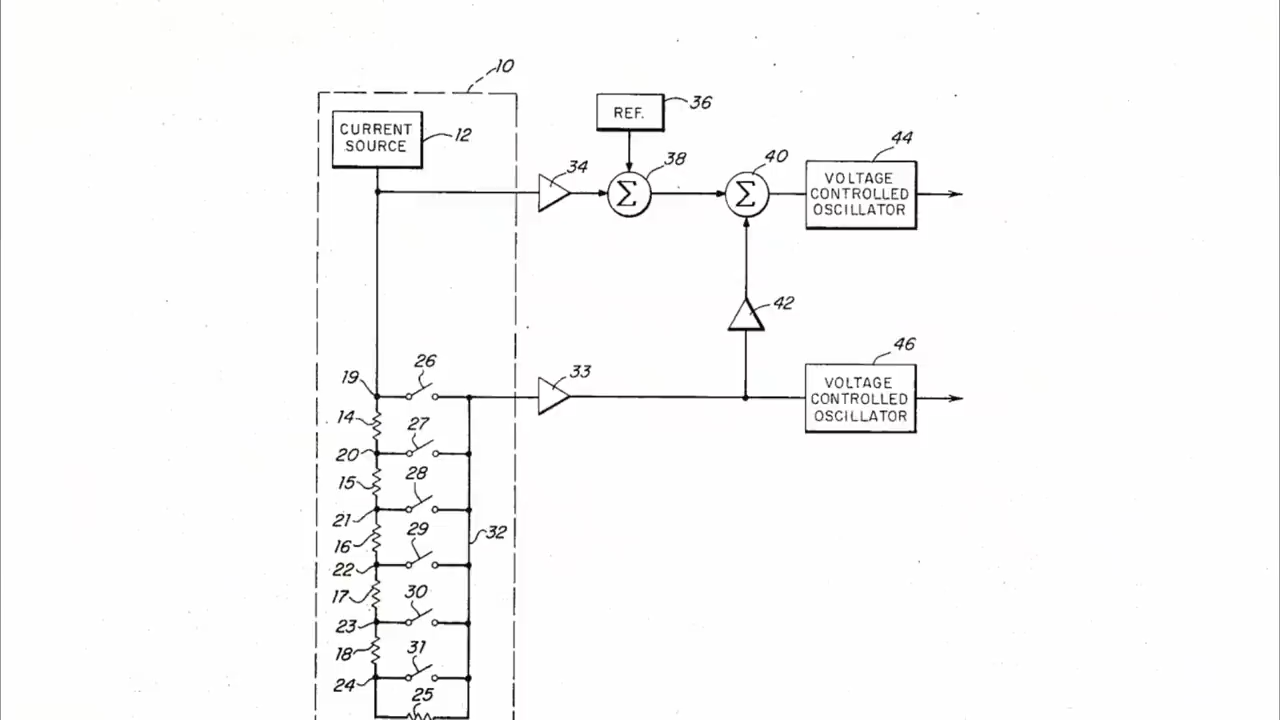 10
CURRENT
SOURCE
12
REF.
36
34
Σ
38
Σ
40
44
VOLTAGE
CONTROLLED
OSCILLATOR
42
46
VOLTAGE
CONTROLLED
OSCILLATOR
33
19
26
14
20
27
15
28
21
16
29
32
22
17
30
23
18
31
24
25